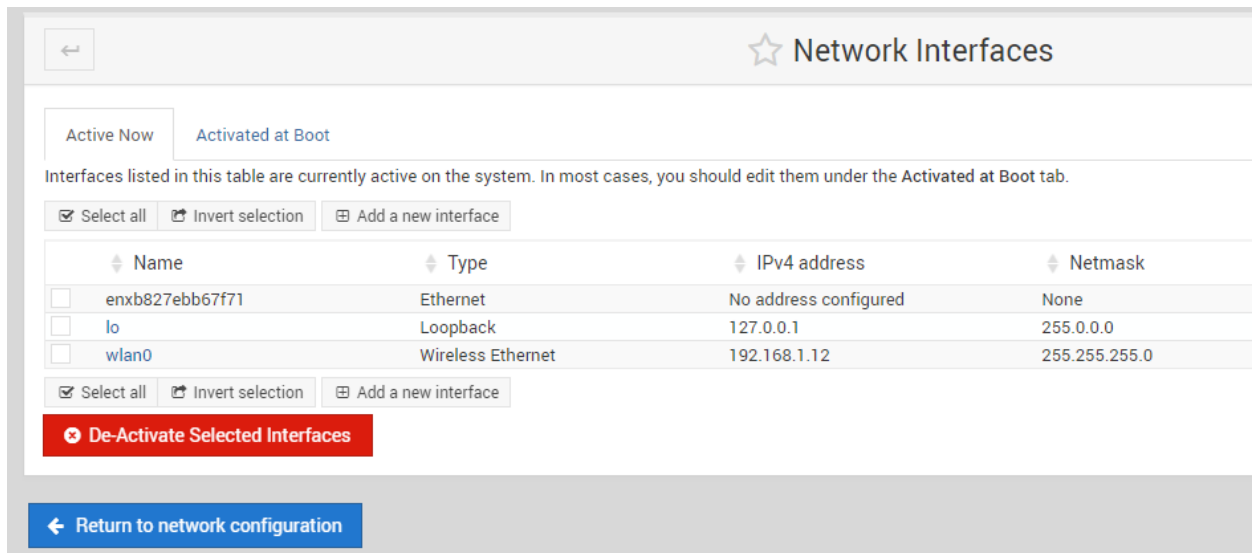 Network Interfaces
Active Now Activated at Boot
Interfaces listed in this table are currently active on the system. In most cases, you should edit them under the Activated at Boot tab.
Select all Invert selection Add a new interface
Name Type IPv4 address Netmask
enxb827ebb67f71 Ethernet No address configured None
lo Loopback 127.0.0.1 255.0.0.0
wlan0 Wireless Ethernet 192.168.1.12 255.255.255.0
Select all Invert selection Add a new interface
De-Activate Selected Interfaces
Return to network configuration